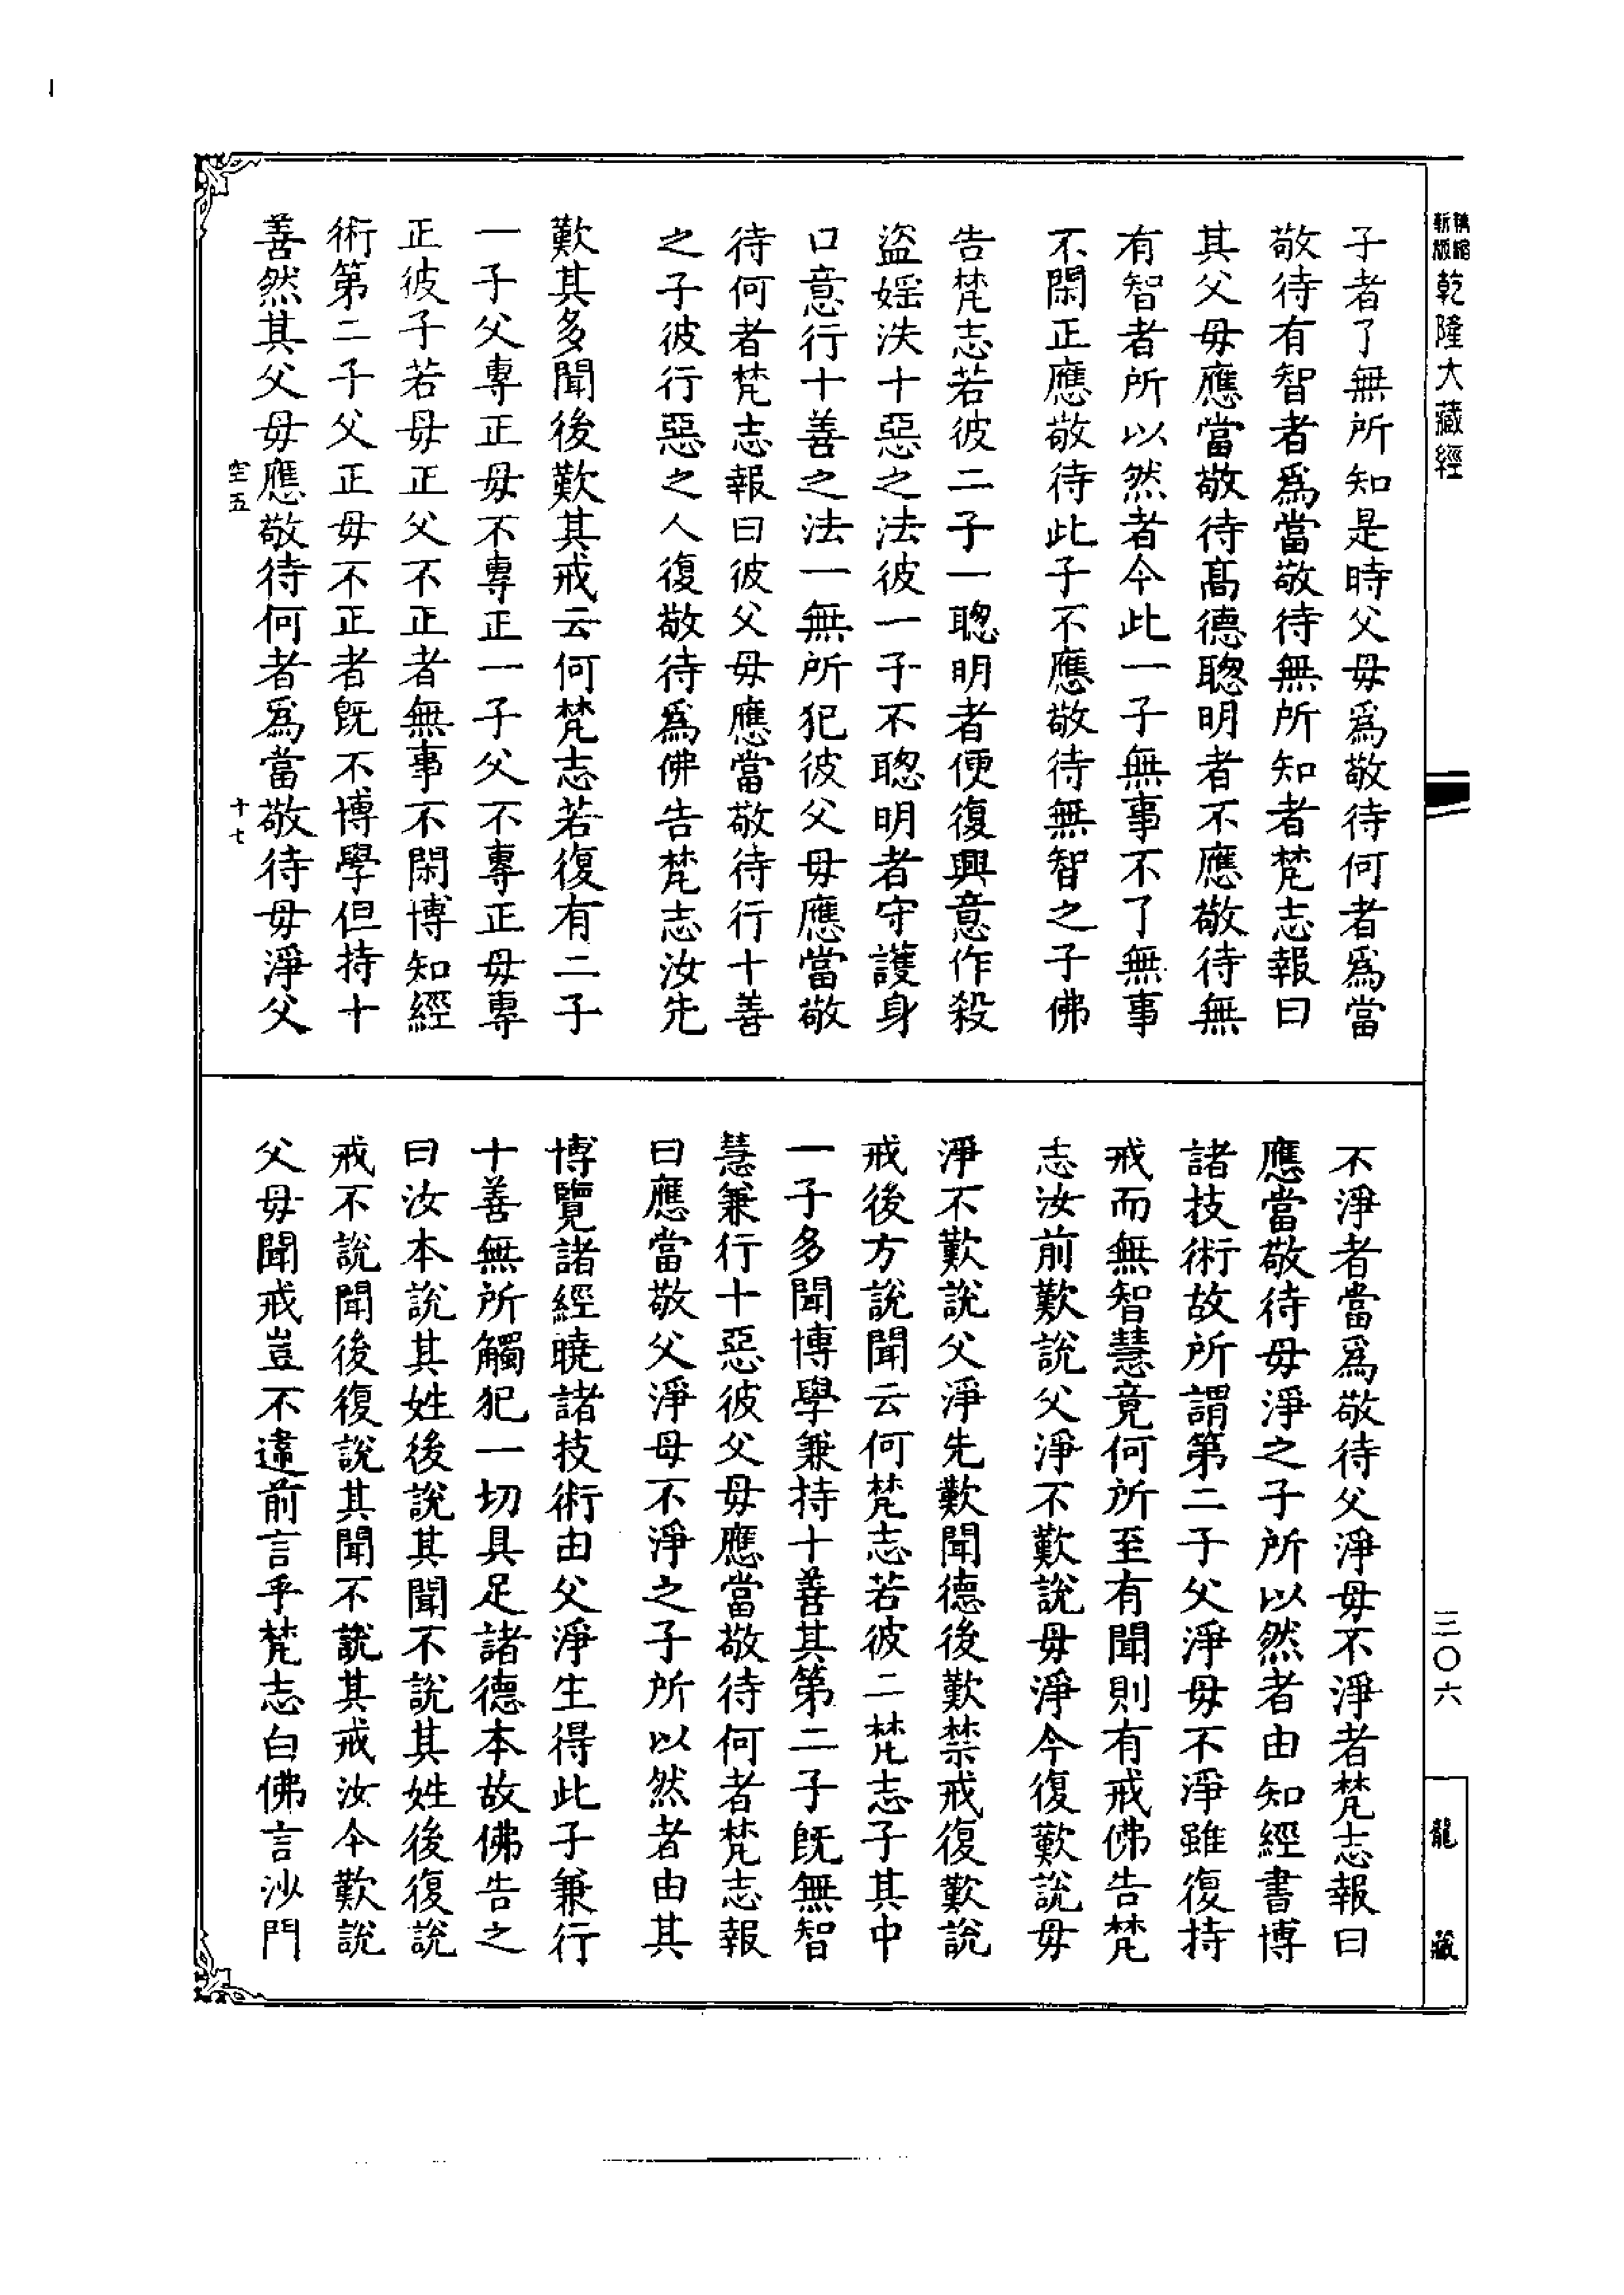 新版 精縮 乾隆大藏經
子者了無所知是時父母爲敬待何者爲當
敬待有智者爲當敬待無所知者梵志報曰
其父母應當敬待髙德聰明者不應敬待無
有智者所以然者今此一子無事不了無事
不閑正應敬待此子不應敬待無智之子佛
告梵志若彼二子一聰明者便復興意作殺
盜婬泆十惡之法彼一子不聰明者守護身
口意行十善之法一無所犯彼父母應當敬
待何者梵志報曰彼父母應當敬待行十善
之子彼行惡之人復敬待爲佛告梵志汝先
歎其多聞後歎其戒云何梵志若復有二子
一子父專正母不專正一子父不專正母專
正彼子若母正父不正者無事不閑博知經
術第二子父正母不正者旣不博學但持十
善然其父母應敬待何者爲當敬待母淨父
空五
十七
不淨者當爲敬待父淨母不淨者梵志報曰
應當敬待母淨之子所以然者由知經書博
諸技術故所謂第二子父淨母不淨雖復持
戒而無智慧竟何所至有聞則有戒佛告梵
志汝前歎說父淨不歎說母淨今復歎說母
淨不歎說父淨先歎聞德後歎禁戒復歎說
戒後方說聞云何梵志若彼二梵志子其中
一子多聞博學兼持十善其第二子旣無智
慧兼行十惡彼父母應當敬待何者梵志報
曰應當敬父淨母不淨之子所以然者由其
博覽諸經曉諸技術由父淨生得此子兼行
十善無所觸犯一切具足諸德本故佛告之
曰汝本說其姓後說其聞不說其姓後復說
戒不說聞後復說其聞不說其戒汝今歎說
父母聞戒豈不違前言乎梵志白佛言沙門
三〇六
龍藏